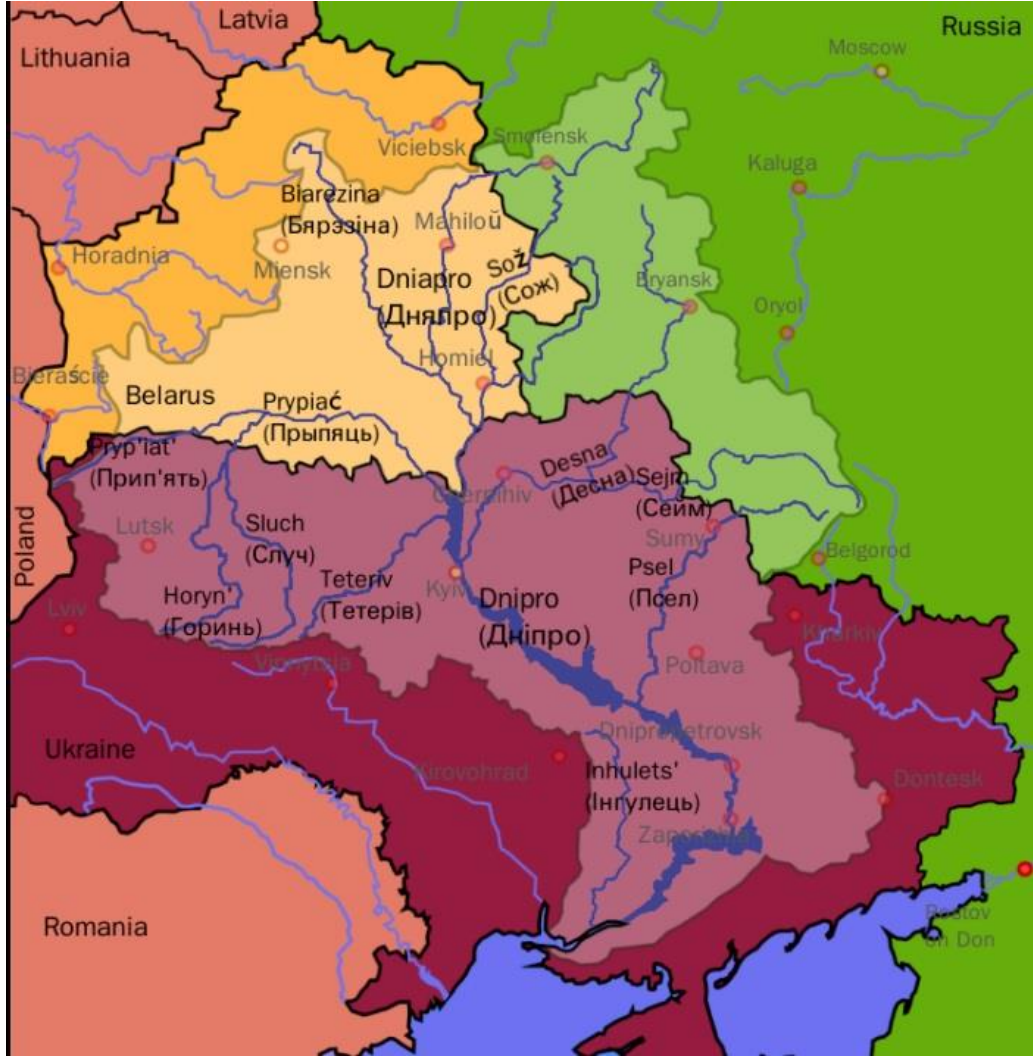 Latvia
Russia
Lithuania
Moscow
Viciebsk
Smolensk
Kaluga
Biarezina
(Бярэзіна)
Mahiloŭ
Horadnia
Miensk
Sož
(Сож)
Dniapro
(Дняпро)
Bryansk
Oryol
Homiel
Bieraście
Belarus
Prypiać
(Прыпяць)
Pryp'iat'
(Прип'ять)
Desna
(Десна)
Sejm
(Сейм)
Chernihiv
Lutsk
Sluch
(Случ)
Sumy
Belgorod
Poland
Teteriv
(Тетерів)
Kyiv
Psel
(Псел)
Horyn'
(Горинь)
Dnipro
(Дніпро)
Lviv
Kharkiv
Vinnytsia
Poltava
Dnipropetrovsk
Ukraine
Kirovohrad
Inhulets'
(Інгулець)
Dontesk
Zaporizhia
Romania
Rostov
on Don